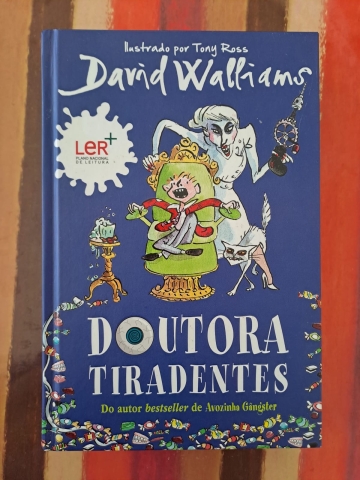 Ilustrado por Tony Ross
David Walliams
LeR+
PLANO NACIONAL
DE LEITURA
DOUTORA
TIRADENTES
Do autor bestseller de Avozinha Gângster